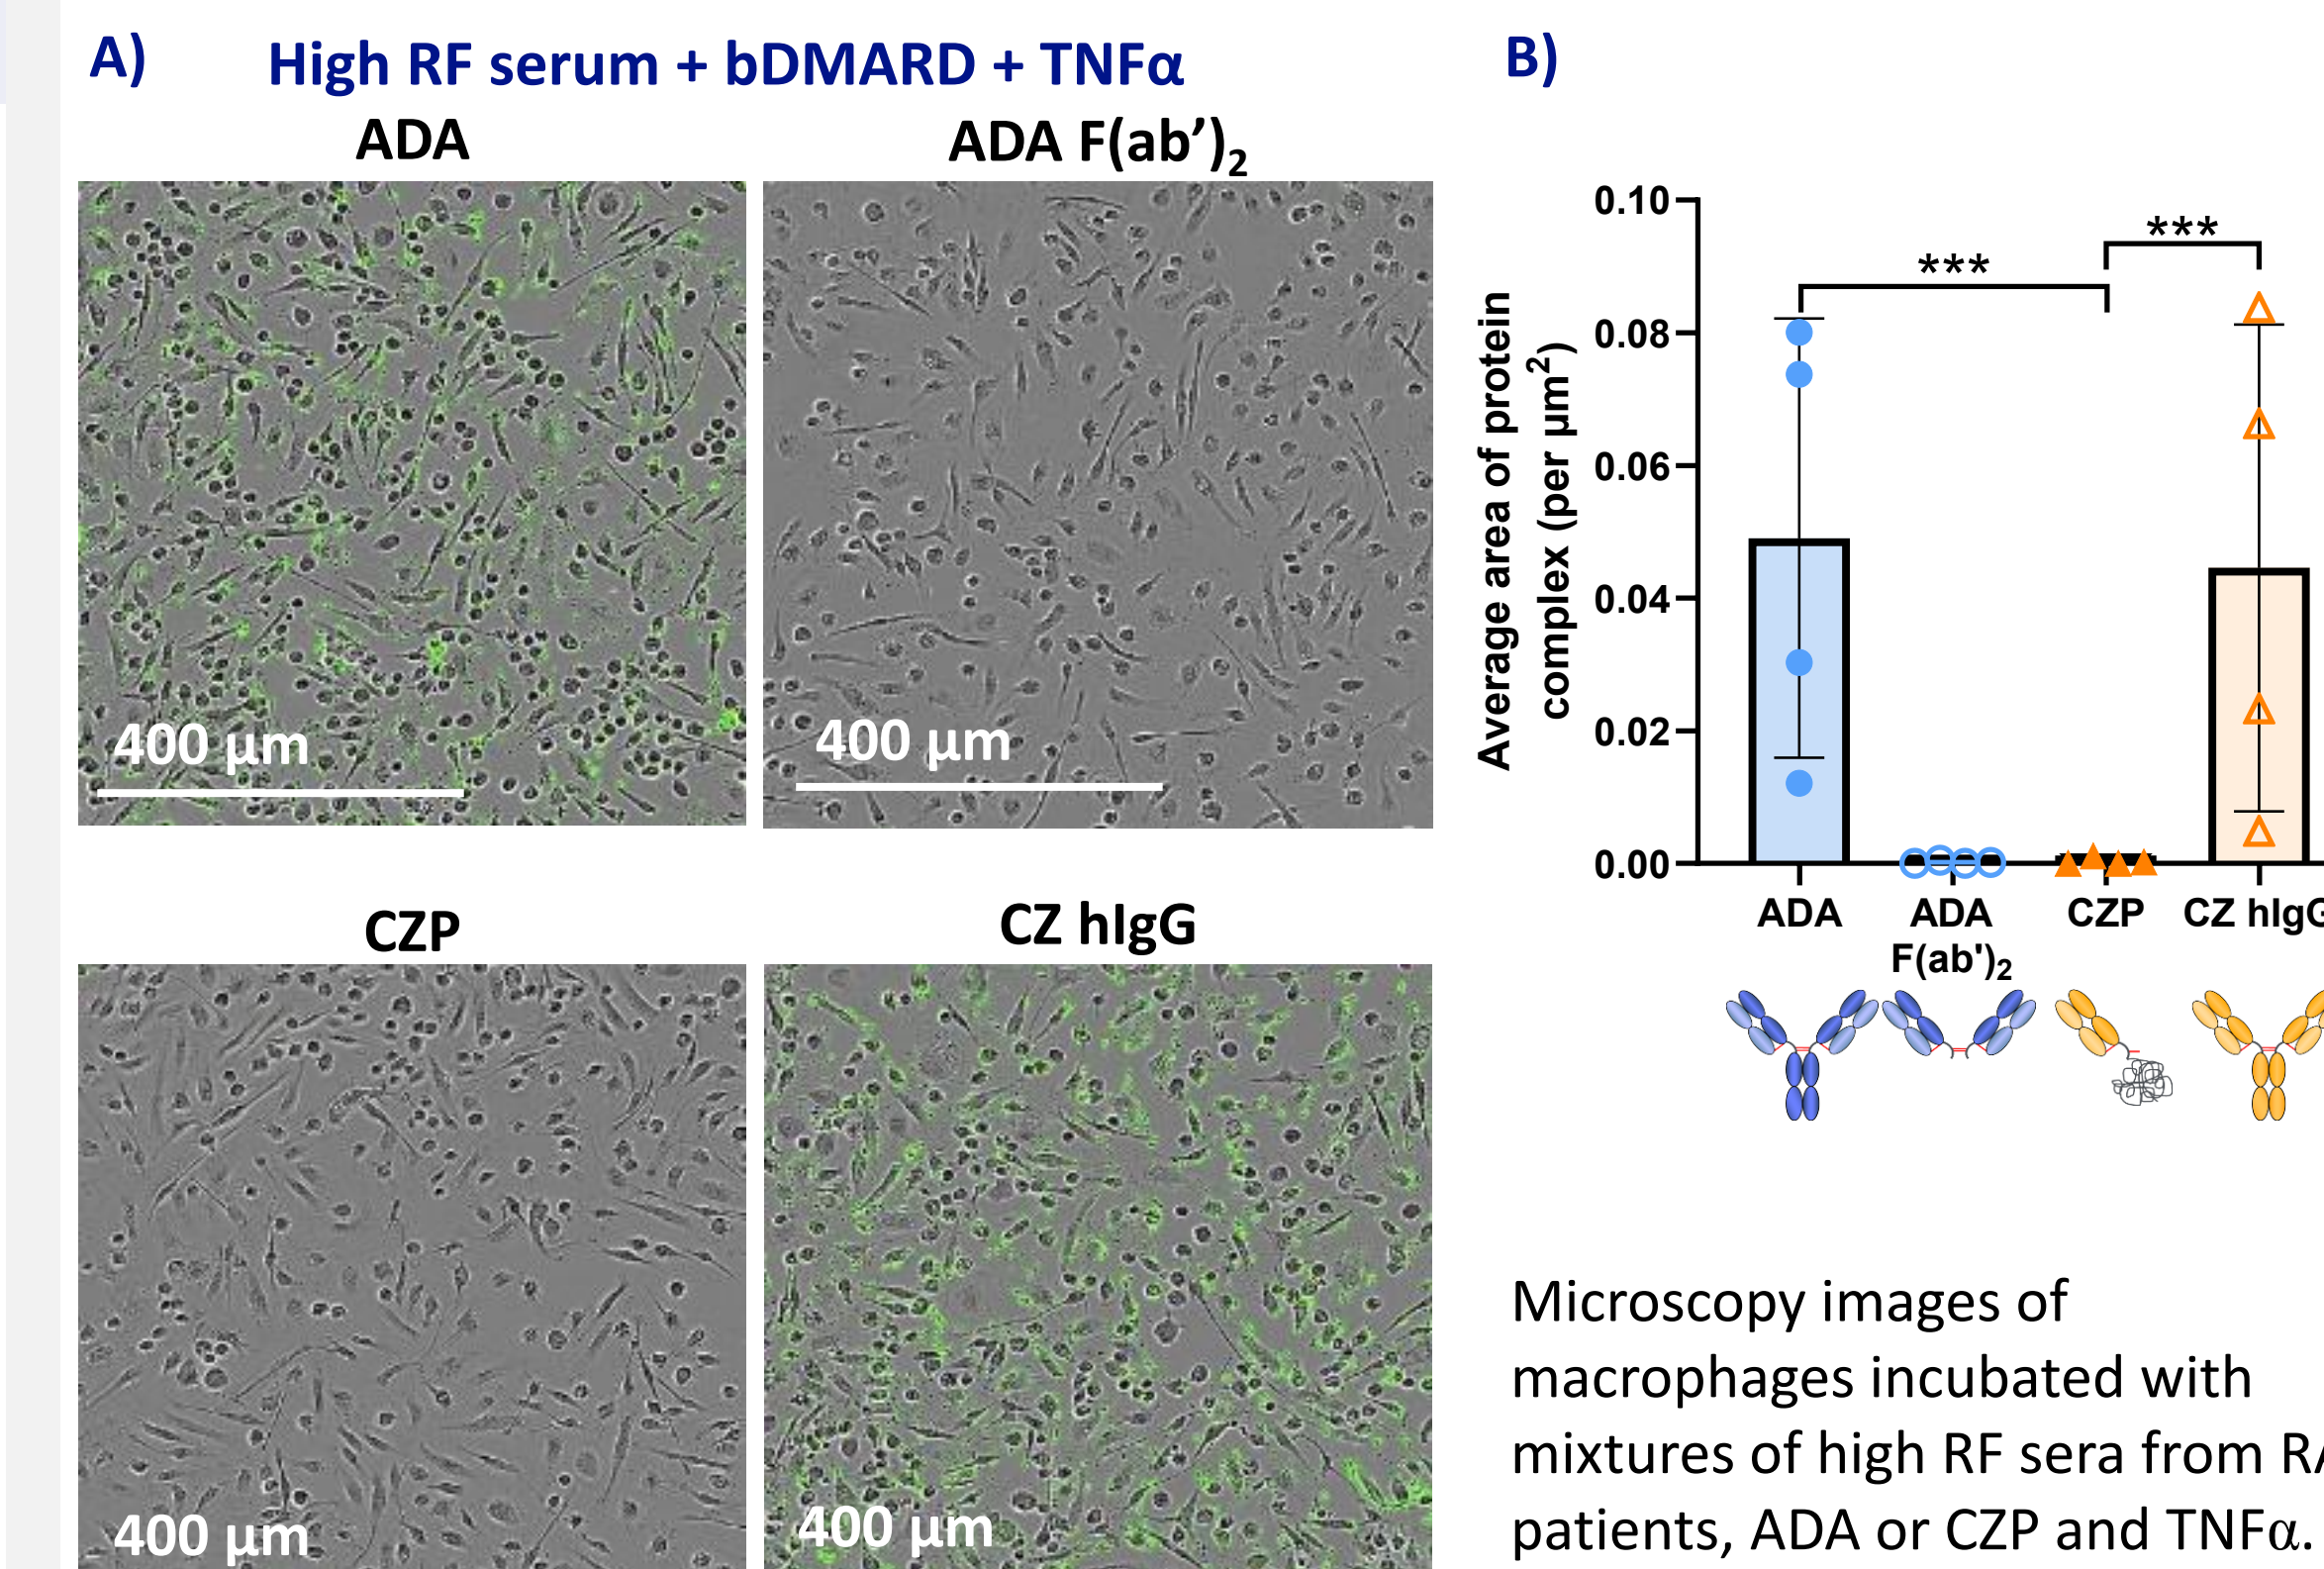 A)
High RF serum + bDMARD + TNFα
ADA
ADA F(ab’)₂
400 µm
400 µm
CZP
CZ hIgG
400 µm
400 µm
B)
Average area of protein
complex (per µm²)
0.10
0.08
0.06
0.04
0.02
0.00
***
***
ADA
ADA
F(ab')₂
CZP
CZ hIgG
Microscopy images of
macrophages incubated with
mixtures of high RF sera from RA
patients, ADA or CZP and TNFα.